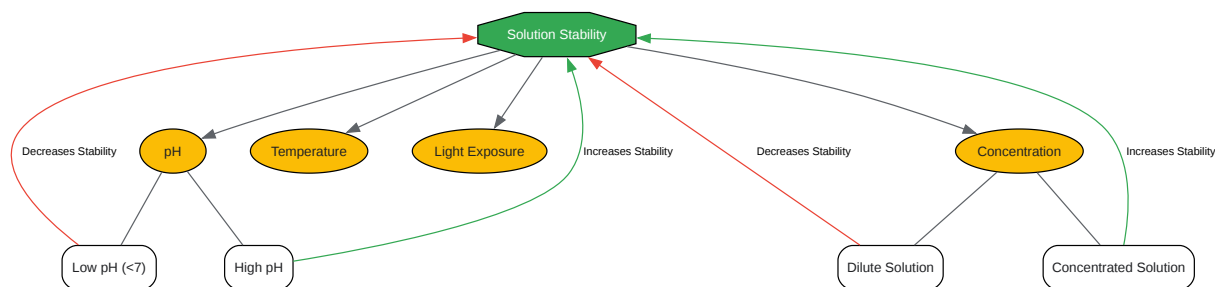 Solution Stability
Decreases Stability
pH
Temperature
Light Exposure
Increases Stability
Decreases Stability
Concentration
Increases Stability
Low pH (<7)
High pH
Dilute Solution
Concentrated Solution